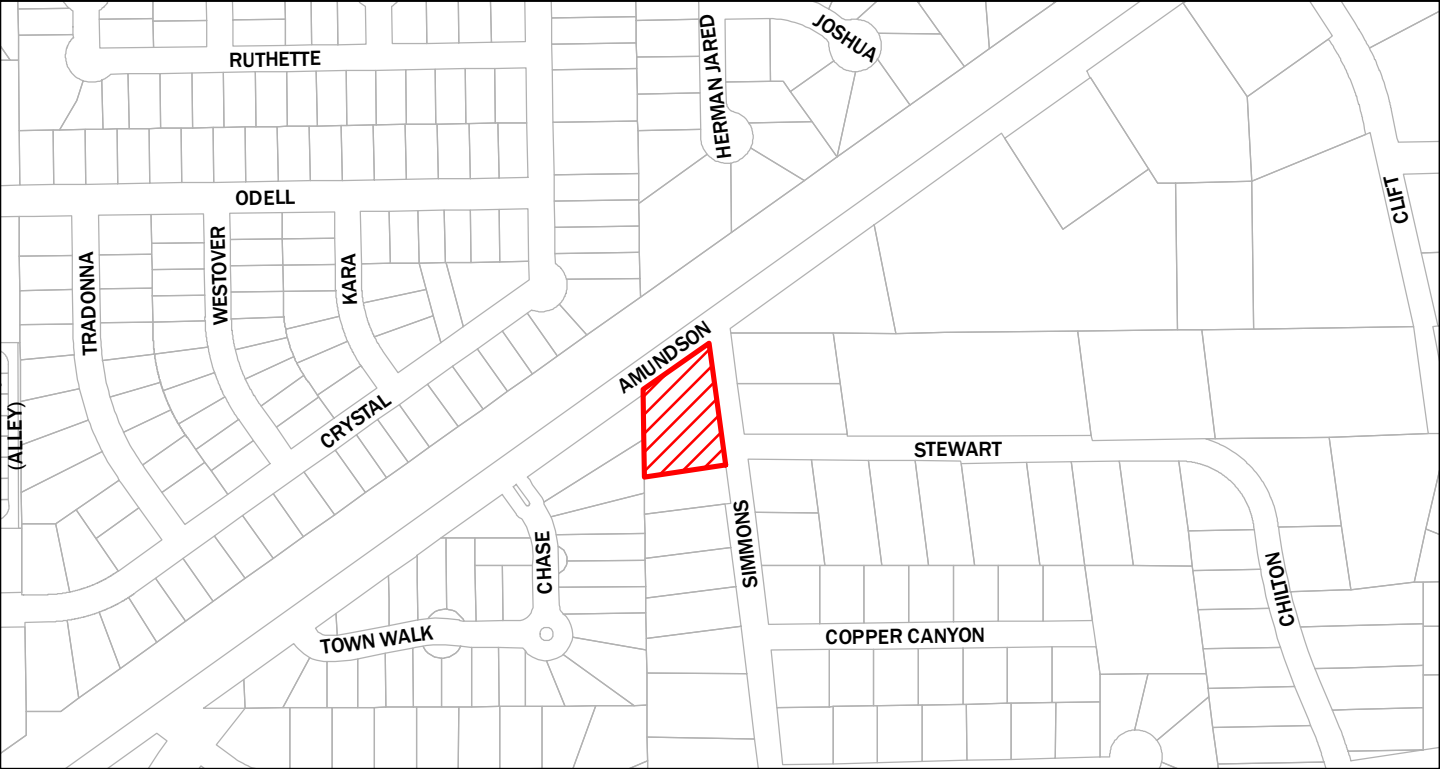 JOSHUA
RUTHETTE
HERMAN JARED
ODELL
CLIFT
WESTOVER
KARA
TRADONNA
AMUNDSON
CRYSTAL
(ALLEY)
STEWART
SIMMONS
CHASE
CHILTON
TOWN WALK
COPPER CANYON